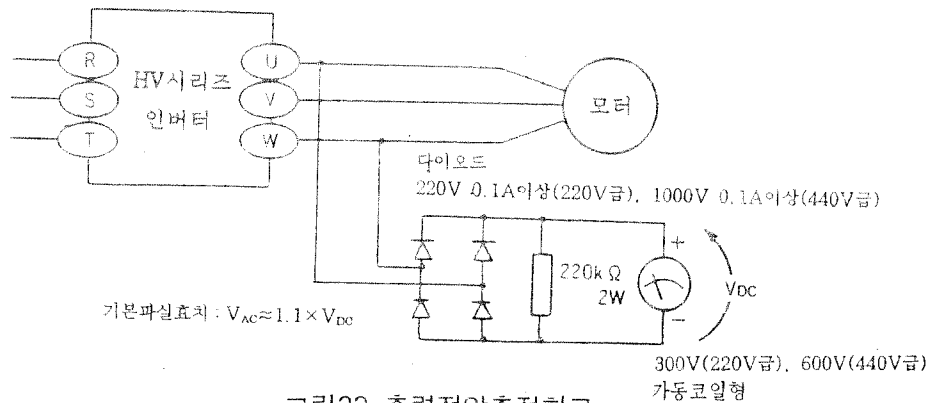 R
S
T
HV시리즈
인버터
U
V
W
모터
다이오드
220V 0.1A이상(220V급), 1000V 0.1A이상(440V급)
220kΩ
2W
+
−
VDC
기본파실효치 : VAC≈1.1×VDC
300V(220V급), 600V(440V급)
가동코일형